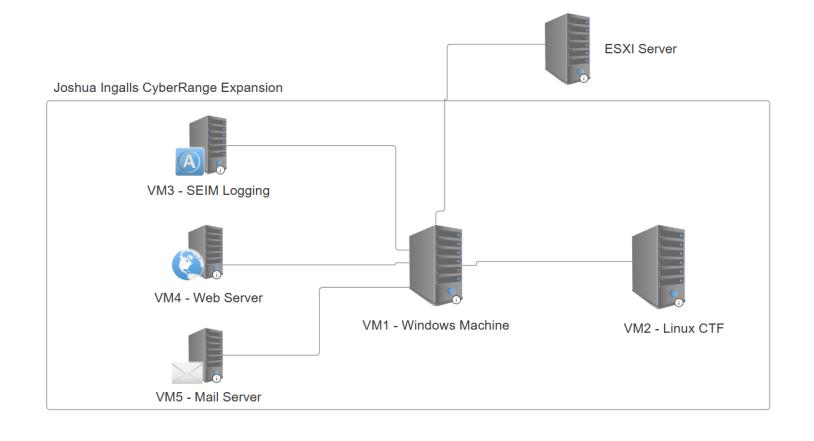 ESXI Server
Joshua Ingalls CyberRange Expansion
A
VM3 - SEIM Logging
VM4 - Web Server
VM1 - Windows Machine
VM2 - Linux CTF
VM5 - Mail Server